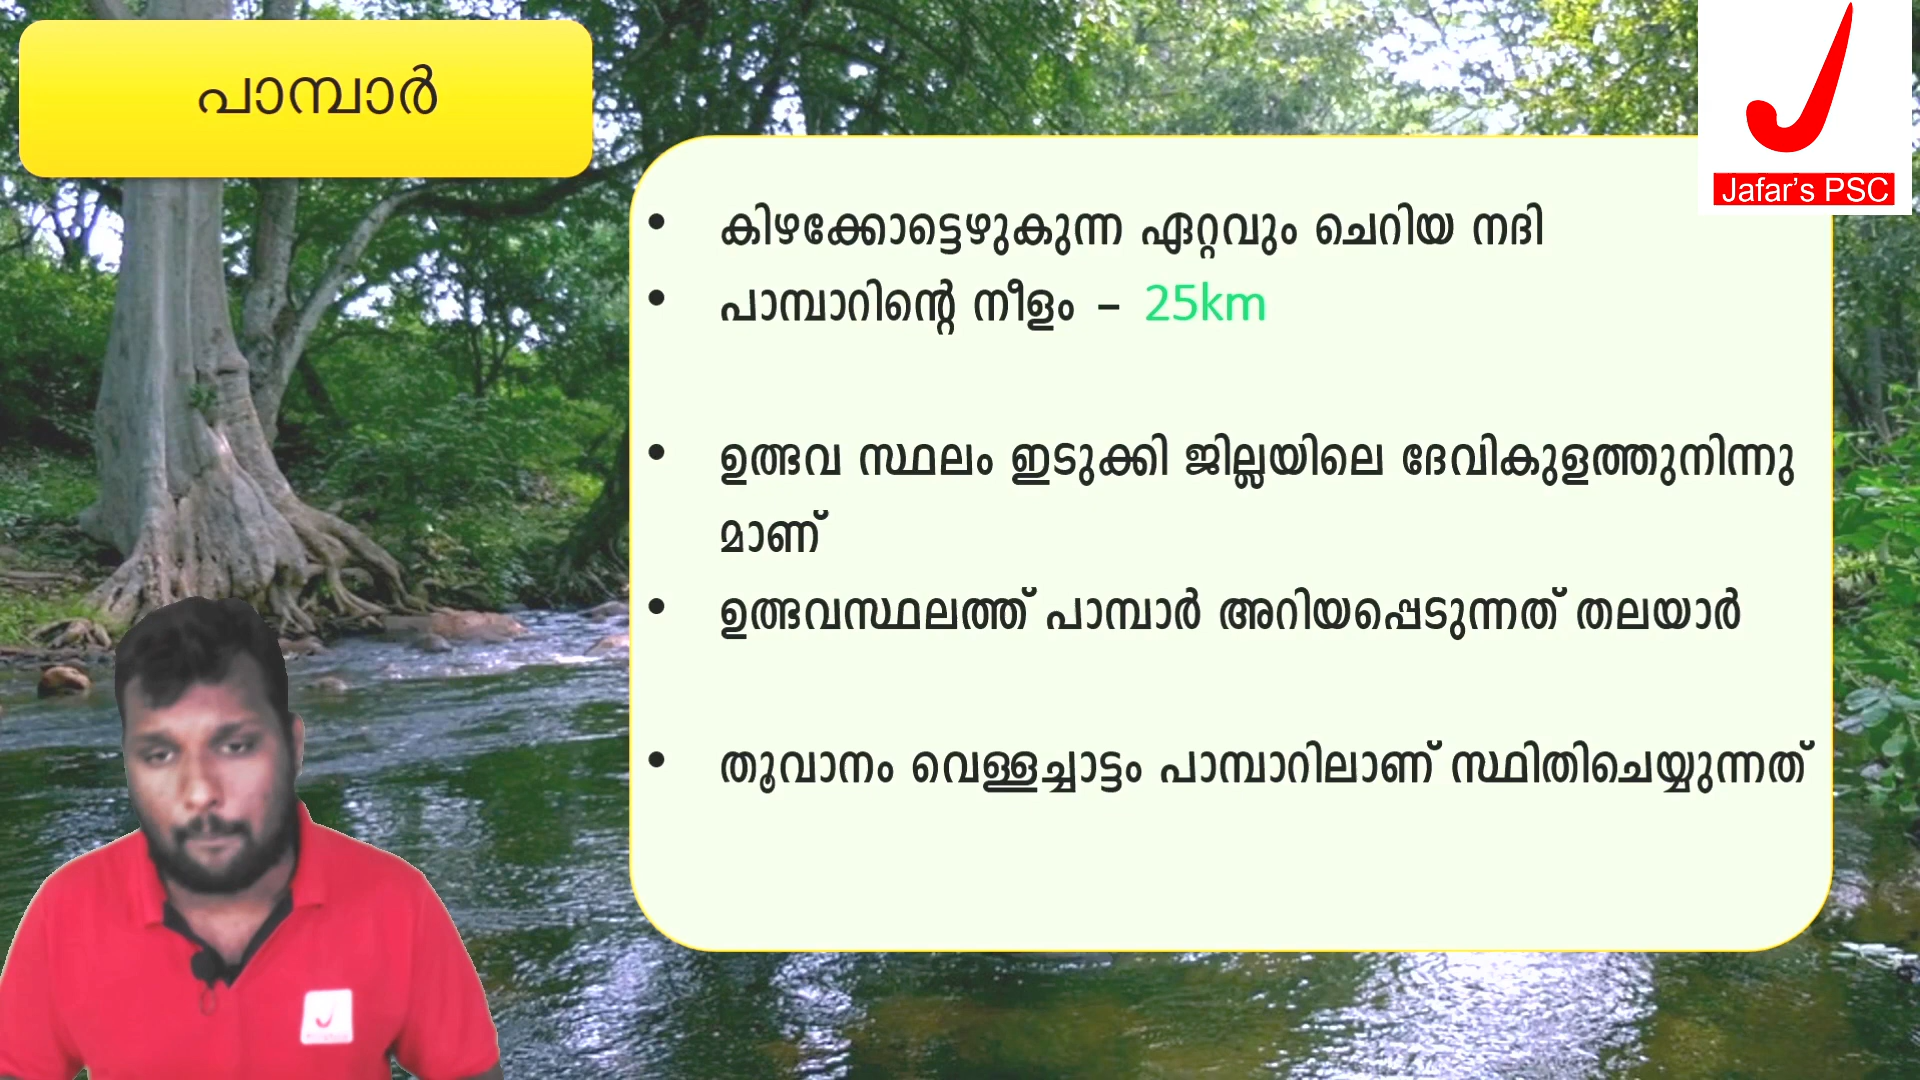 പാമ്പാർ
Jafar's PSC
• കിഴക്കോട്ടെഴുകുന്ന ഏറ്റവും ചെറിയ നദി
• പാമ്പാറിന്റെ നീളം – 25km
• ഉത്ഭവ സ്ഥലം ഇടുക്കി ജില്ലയിലെ ദേവികുളത്തുനിന്നു
മാണ്
• ഉത്ഭവസ്ഥലത്ത് പാമ്പാർ അറിയപ്പെടുന്നത് തലയാർ
• തൂവാനം വെള്ളച്ചാട്ടം പാമ്പാറിലാണ് സ്ഥിതിചെയ്യുന്നത്